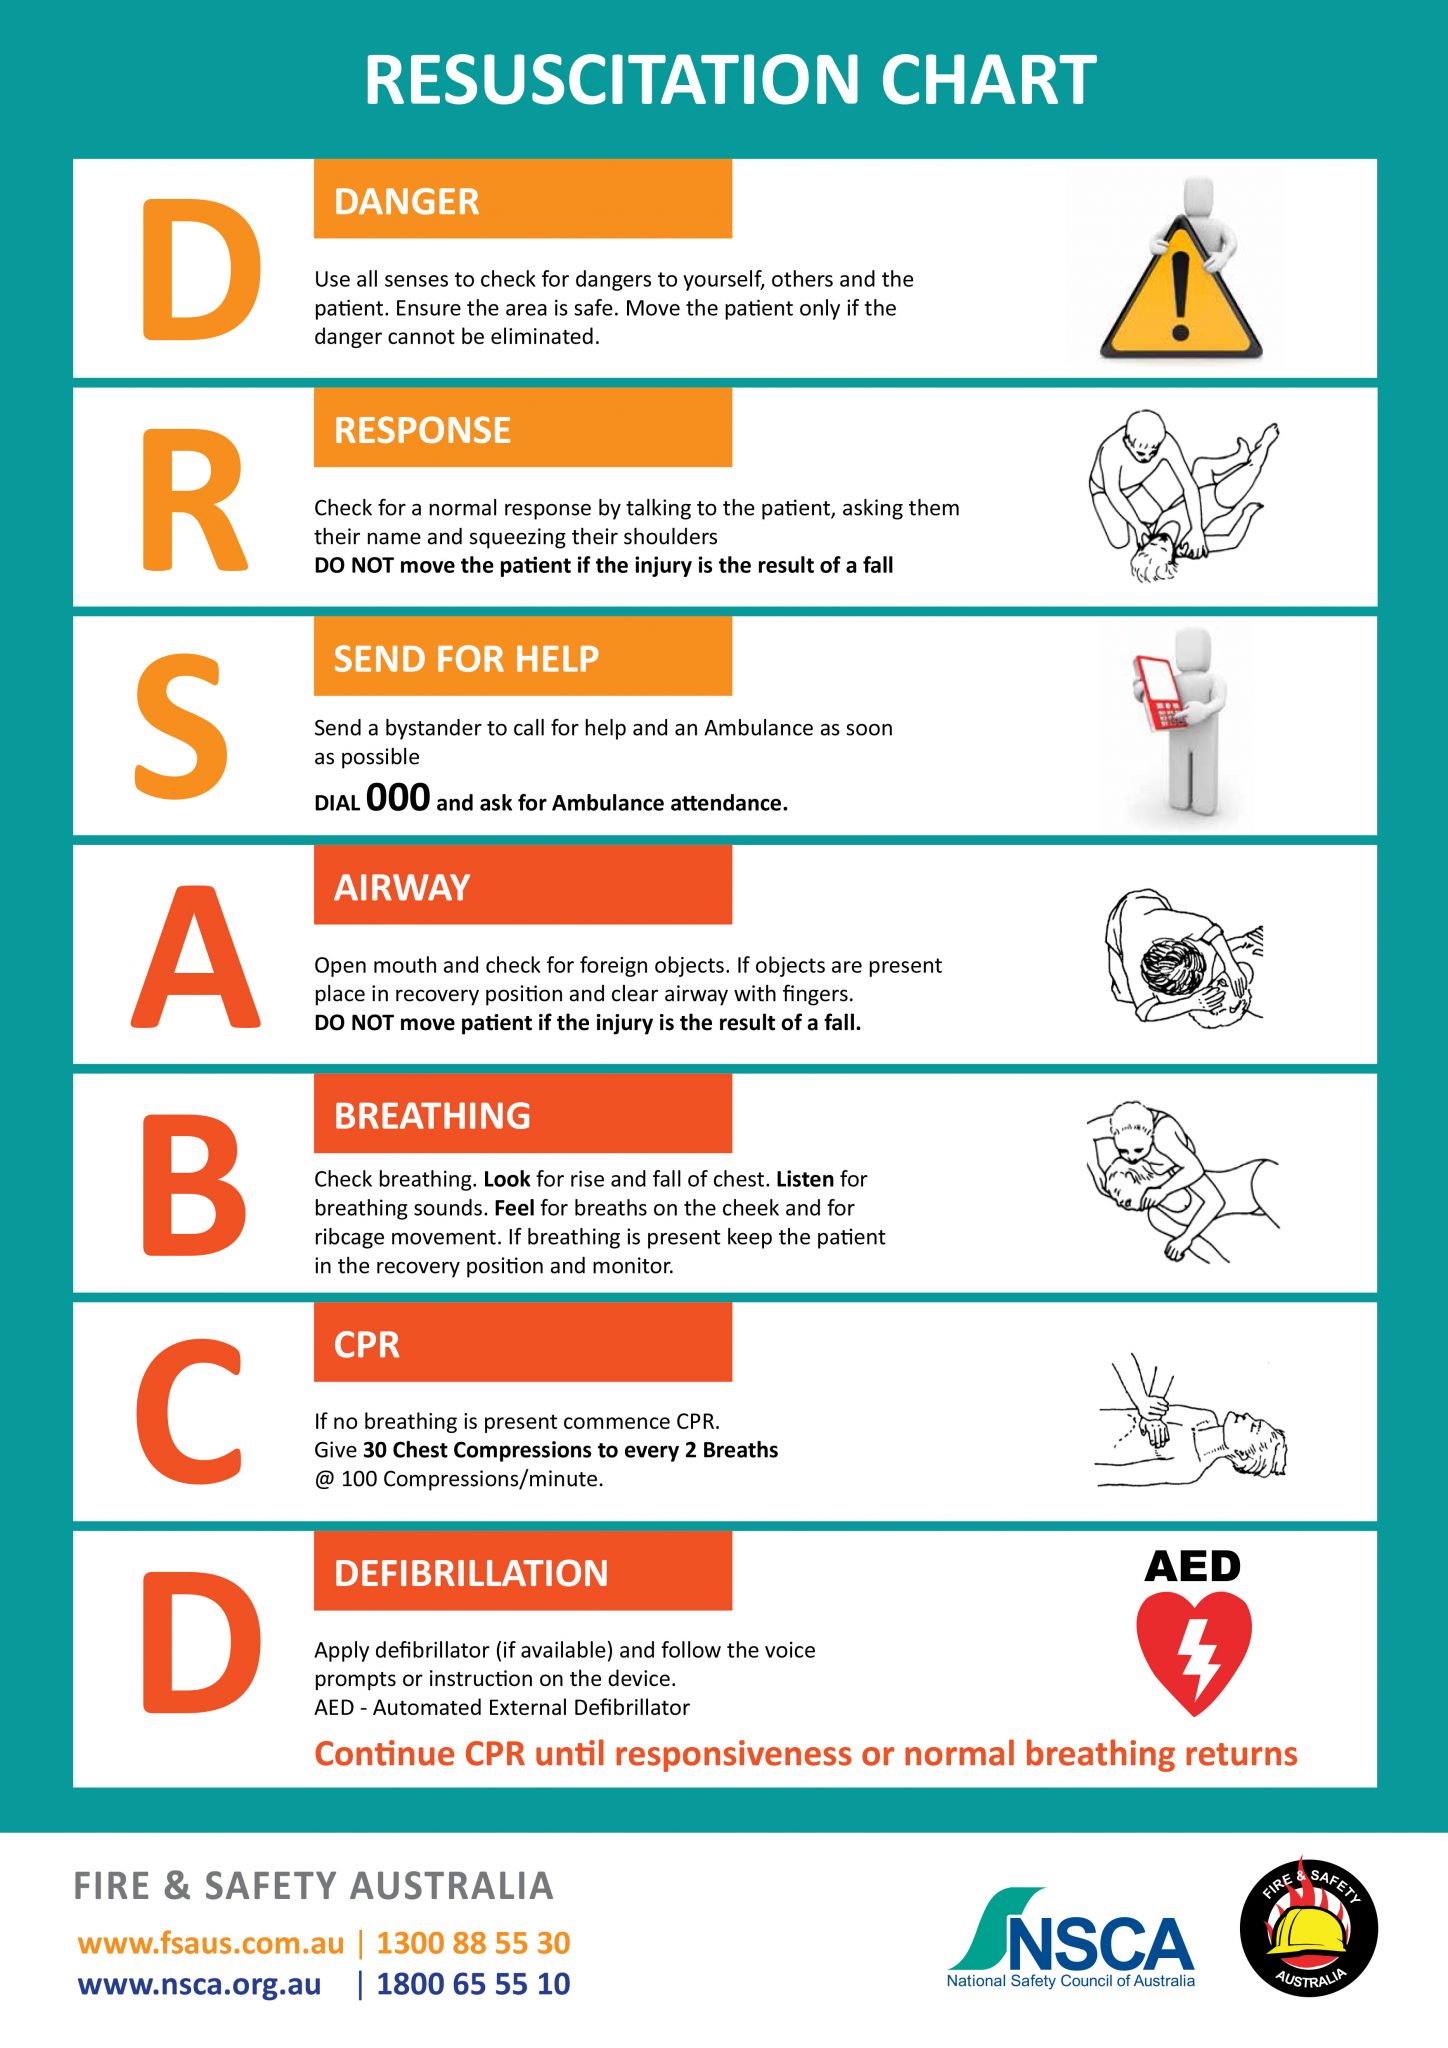 RESUSCITATION CHART
D
DANGER
Use all senses to check for dangers to yourself, others and the
patient. Ensure the area is safe. Move the patient only if the
danger cannot be eliminated.
R
RESPONSE
Check for a normal response by talking to the patient, asking them
their name and squeezing their shoulders
DO NOT move the patient if the injury is the result of a fall
S
SEND FOR HELP
Send a bystander to call for help and an Ambulance as soon
as possible
DIAL 000 and ask for Ambulance attendance.
A
AIRWAY
Open mouth and check for foreign objects. If objects are present
place in recovery position and clear airway with fingers.
DO NOT move patient if the injury is the result of a fall.
B
BREATHING
Check breathing. Look for rise and fall of chest. Listen for
breathing sounds. Feel for breaths on the cheek and for
ribcage movement. If breathing is present keep the patient
in the recovery position and monitor.
C
CPR
If no breathing is present commence CPR.
Give 30 Chest Compressions to every 2 Breaths
@ 100 Compressions/minute.
D
DEFIBRILLATION
AED
Apply defibrillator (if available) and follow the voice
prompts or instruction on the device.
AED - Automated External Defibrillator
Continue CPR until responsiveness or normal breathing returns
FIRE & SAFETY AUSTRALIA
www.fsaus.com.au | 1300 88 55 30
www.nsca.org.au | 1800 65 55 10
NSCA
National Safety Council of Australia
FIRE & SAFETY
AUSTRALIA